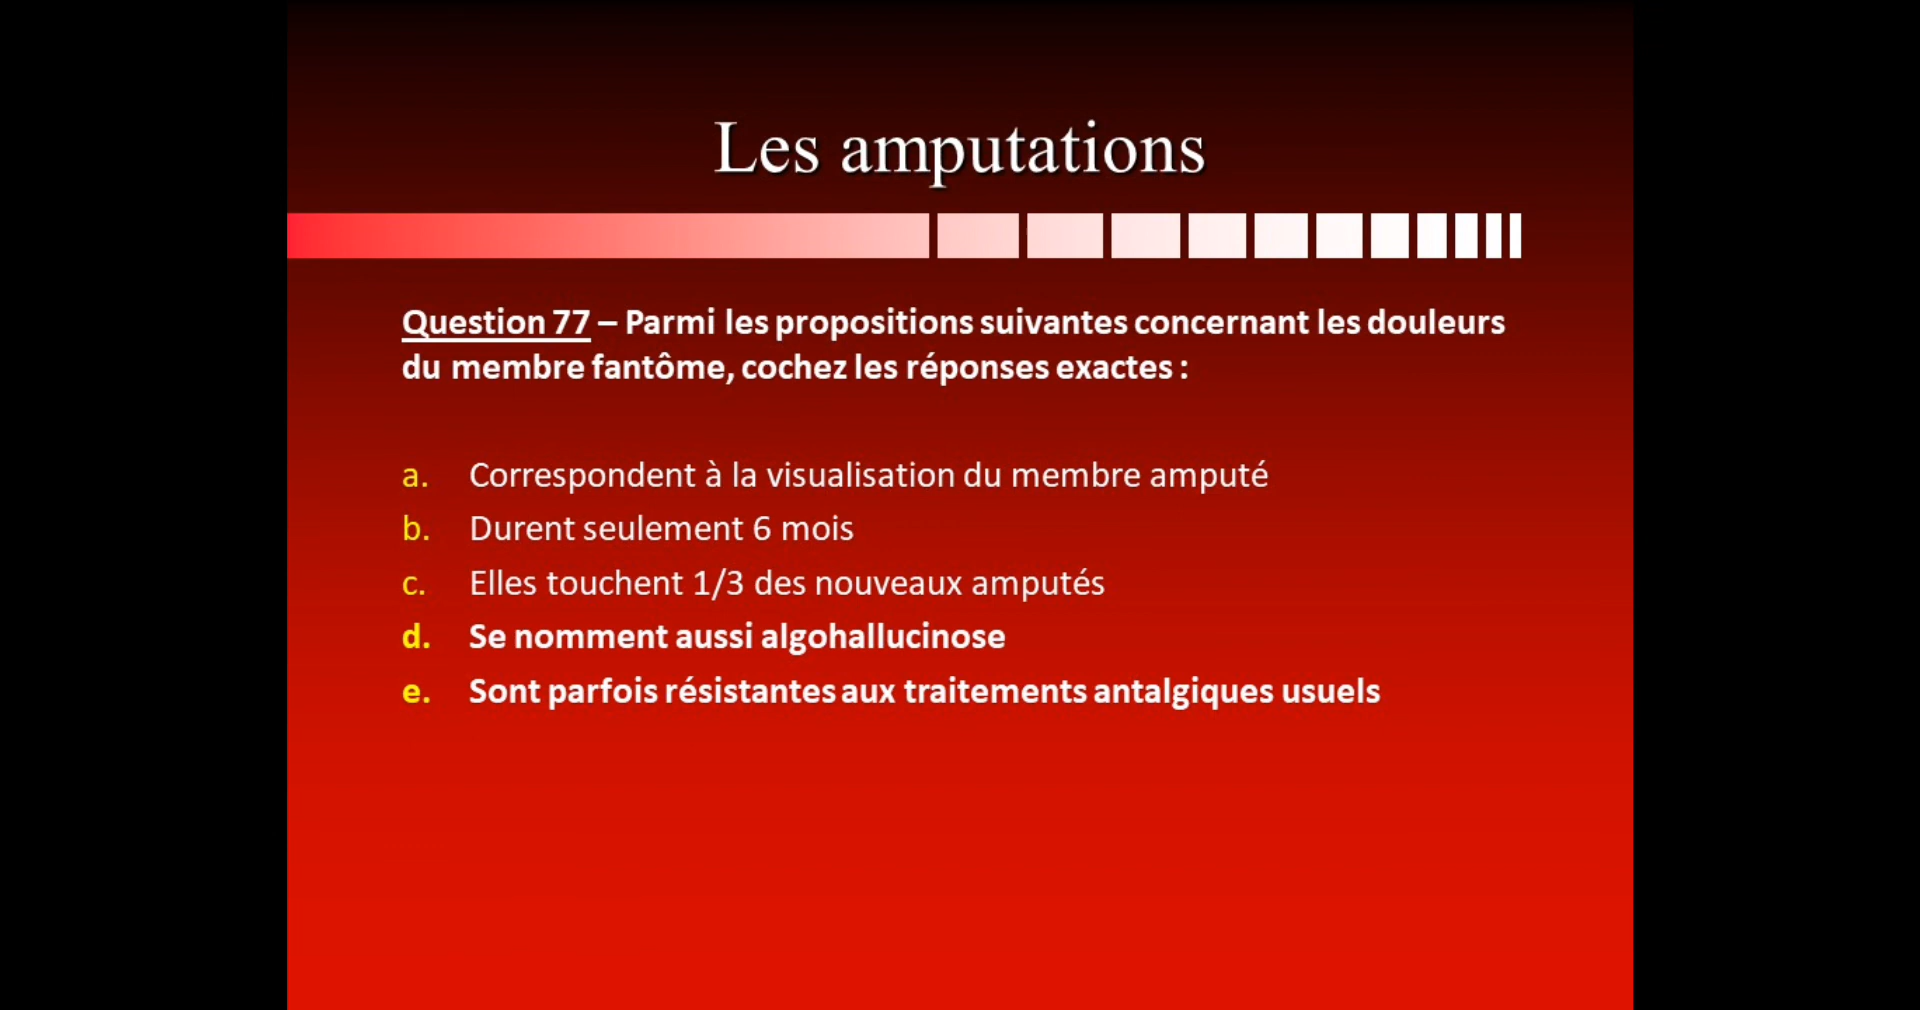 Les amputations
Question 77 – Parmi les propositions suivantes concernant les douleurs
du membre fantôme, cochez les réponses exactes :
a. Correspondent à la visualisation du membre amputé
b. Durent seulement 6 mois
c. Elles touchent 1/3 des nouveaux amputés
d. Se nomment aussi algohallucinose
e. Sont parfois résistantes aux traitements antalgiques usuels